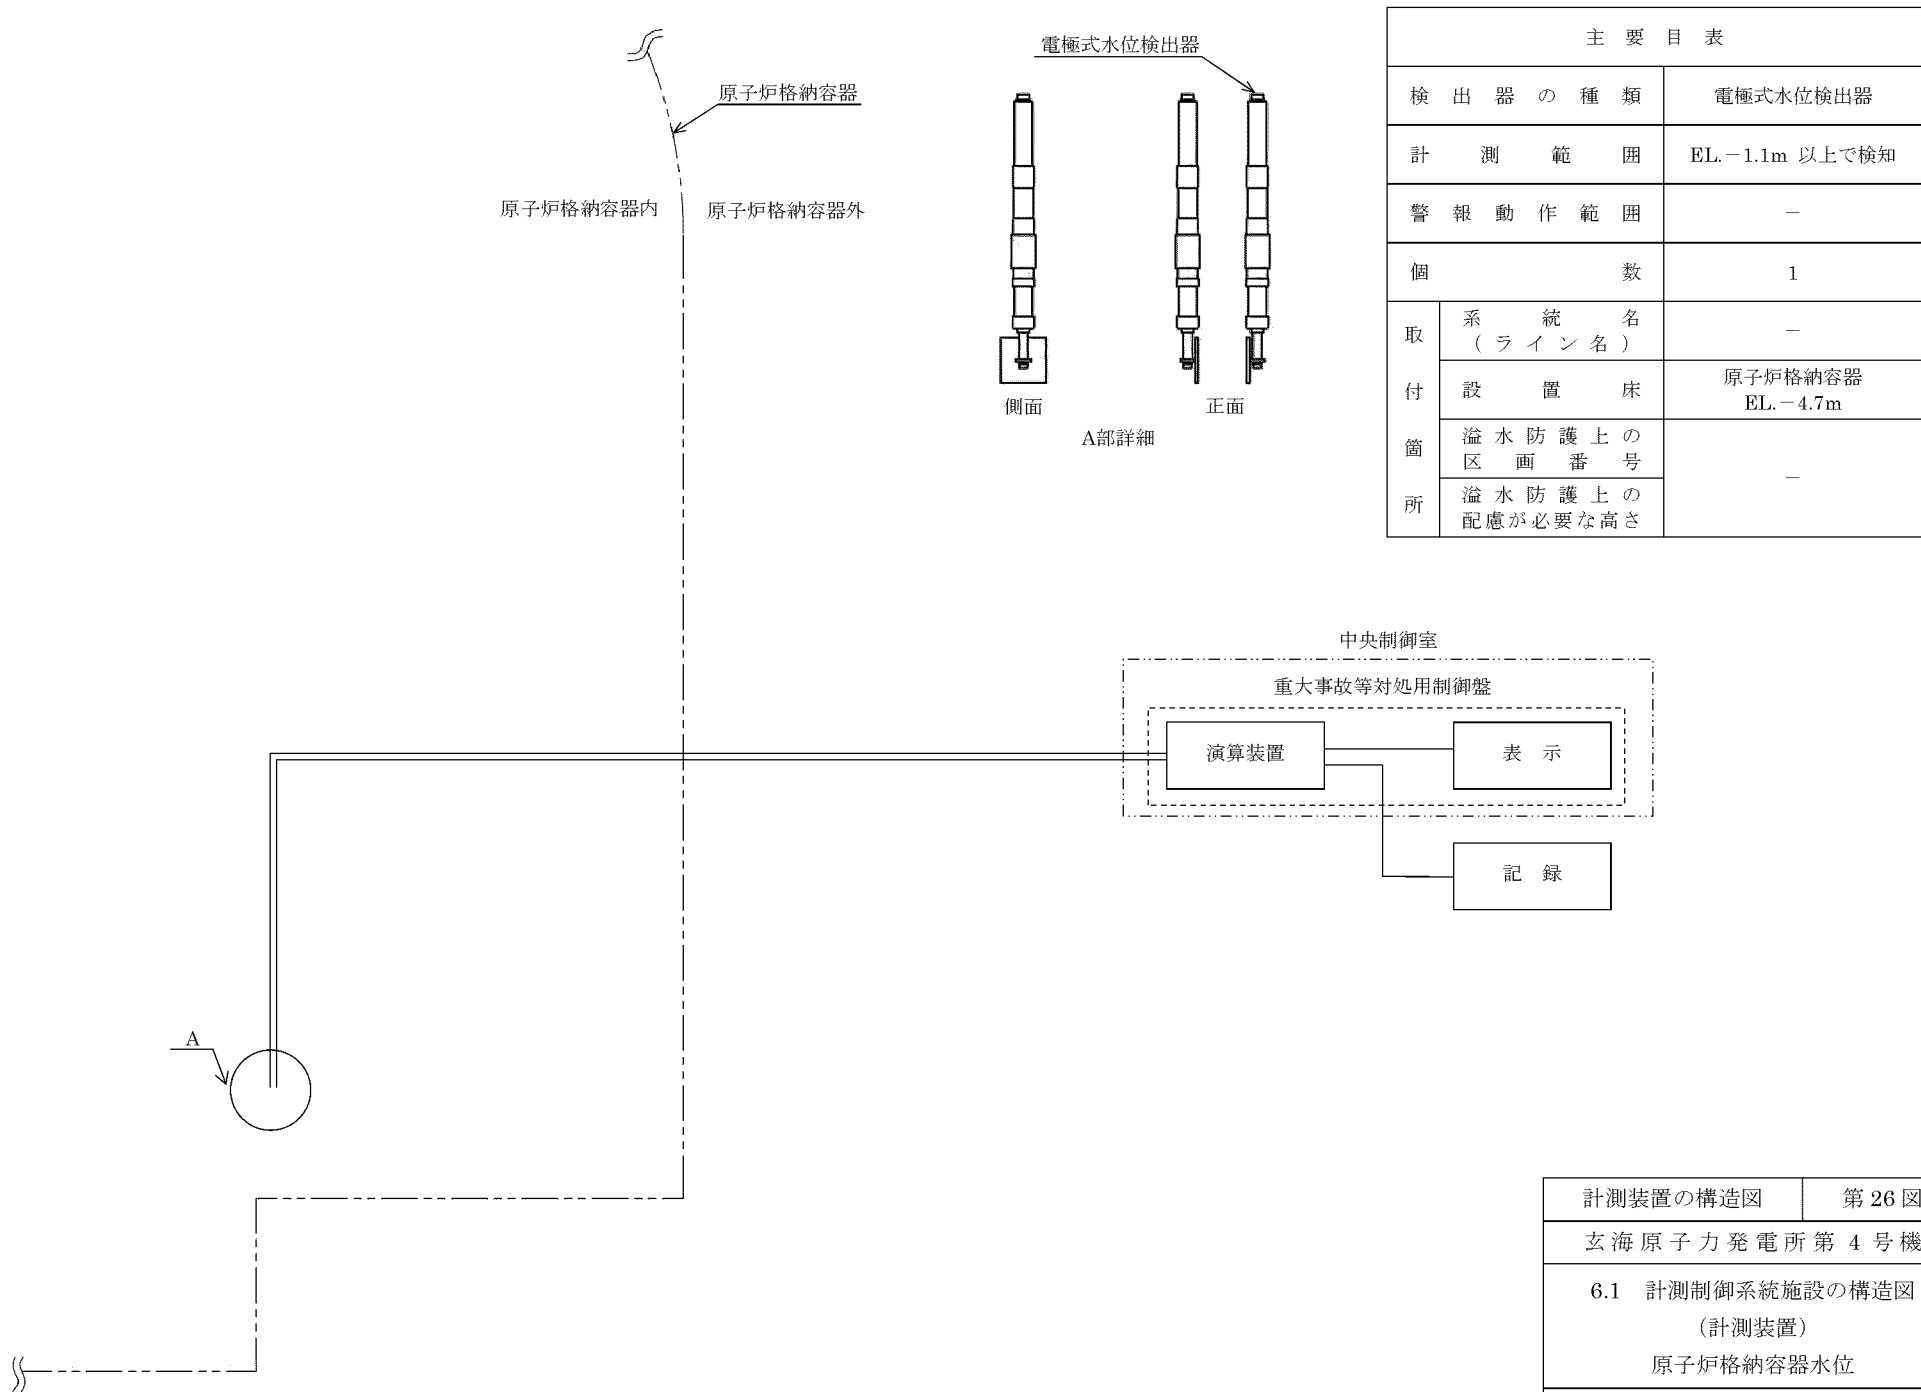 電極式水位検出器
原子炉格納容器
原子炉格納容器内
原子炉格納容器外
側面
正面
A部詳細
主要目表
検出器の種類 電極式水位検出器
計測範囲 EL.−1.1m 以上で検知
警報動作範囲 −
個数 1
取付箇所
系統名
（ライン名） −
設置床
原子炉格納容器
EL.−4.7m
溢水防護上の
区画番号
−
溢水防護上の
配慮が必要な高さ
中央制御室
重大事故等対処用制御盤
演算装置
表 示
記 録
A
計測装置の構造図 第 26 図
玄海原子力発電所第 4 号機
6.1 計測制御系統施設の構造図
（計測装置）
原子炉格納容器水位